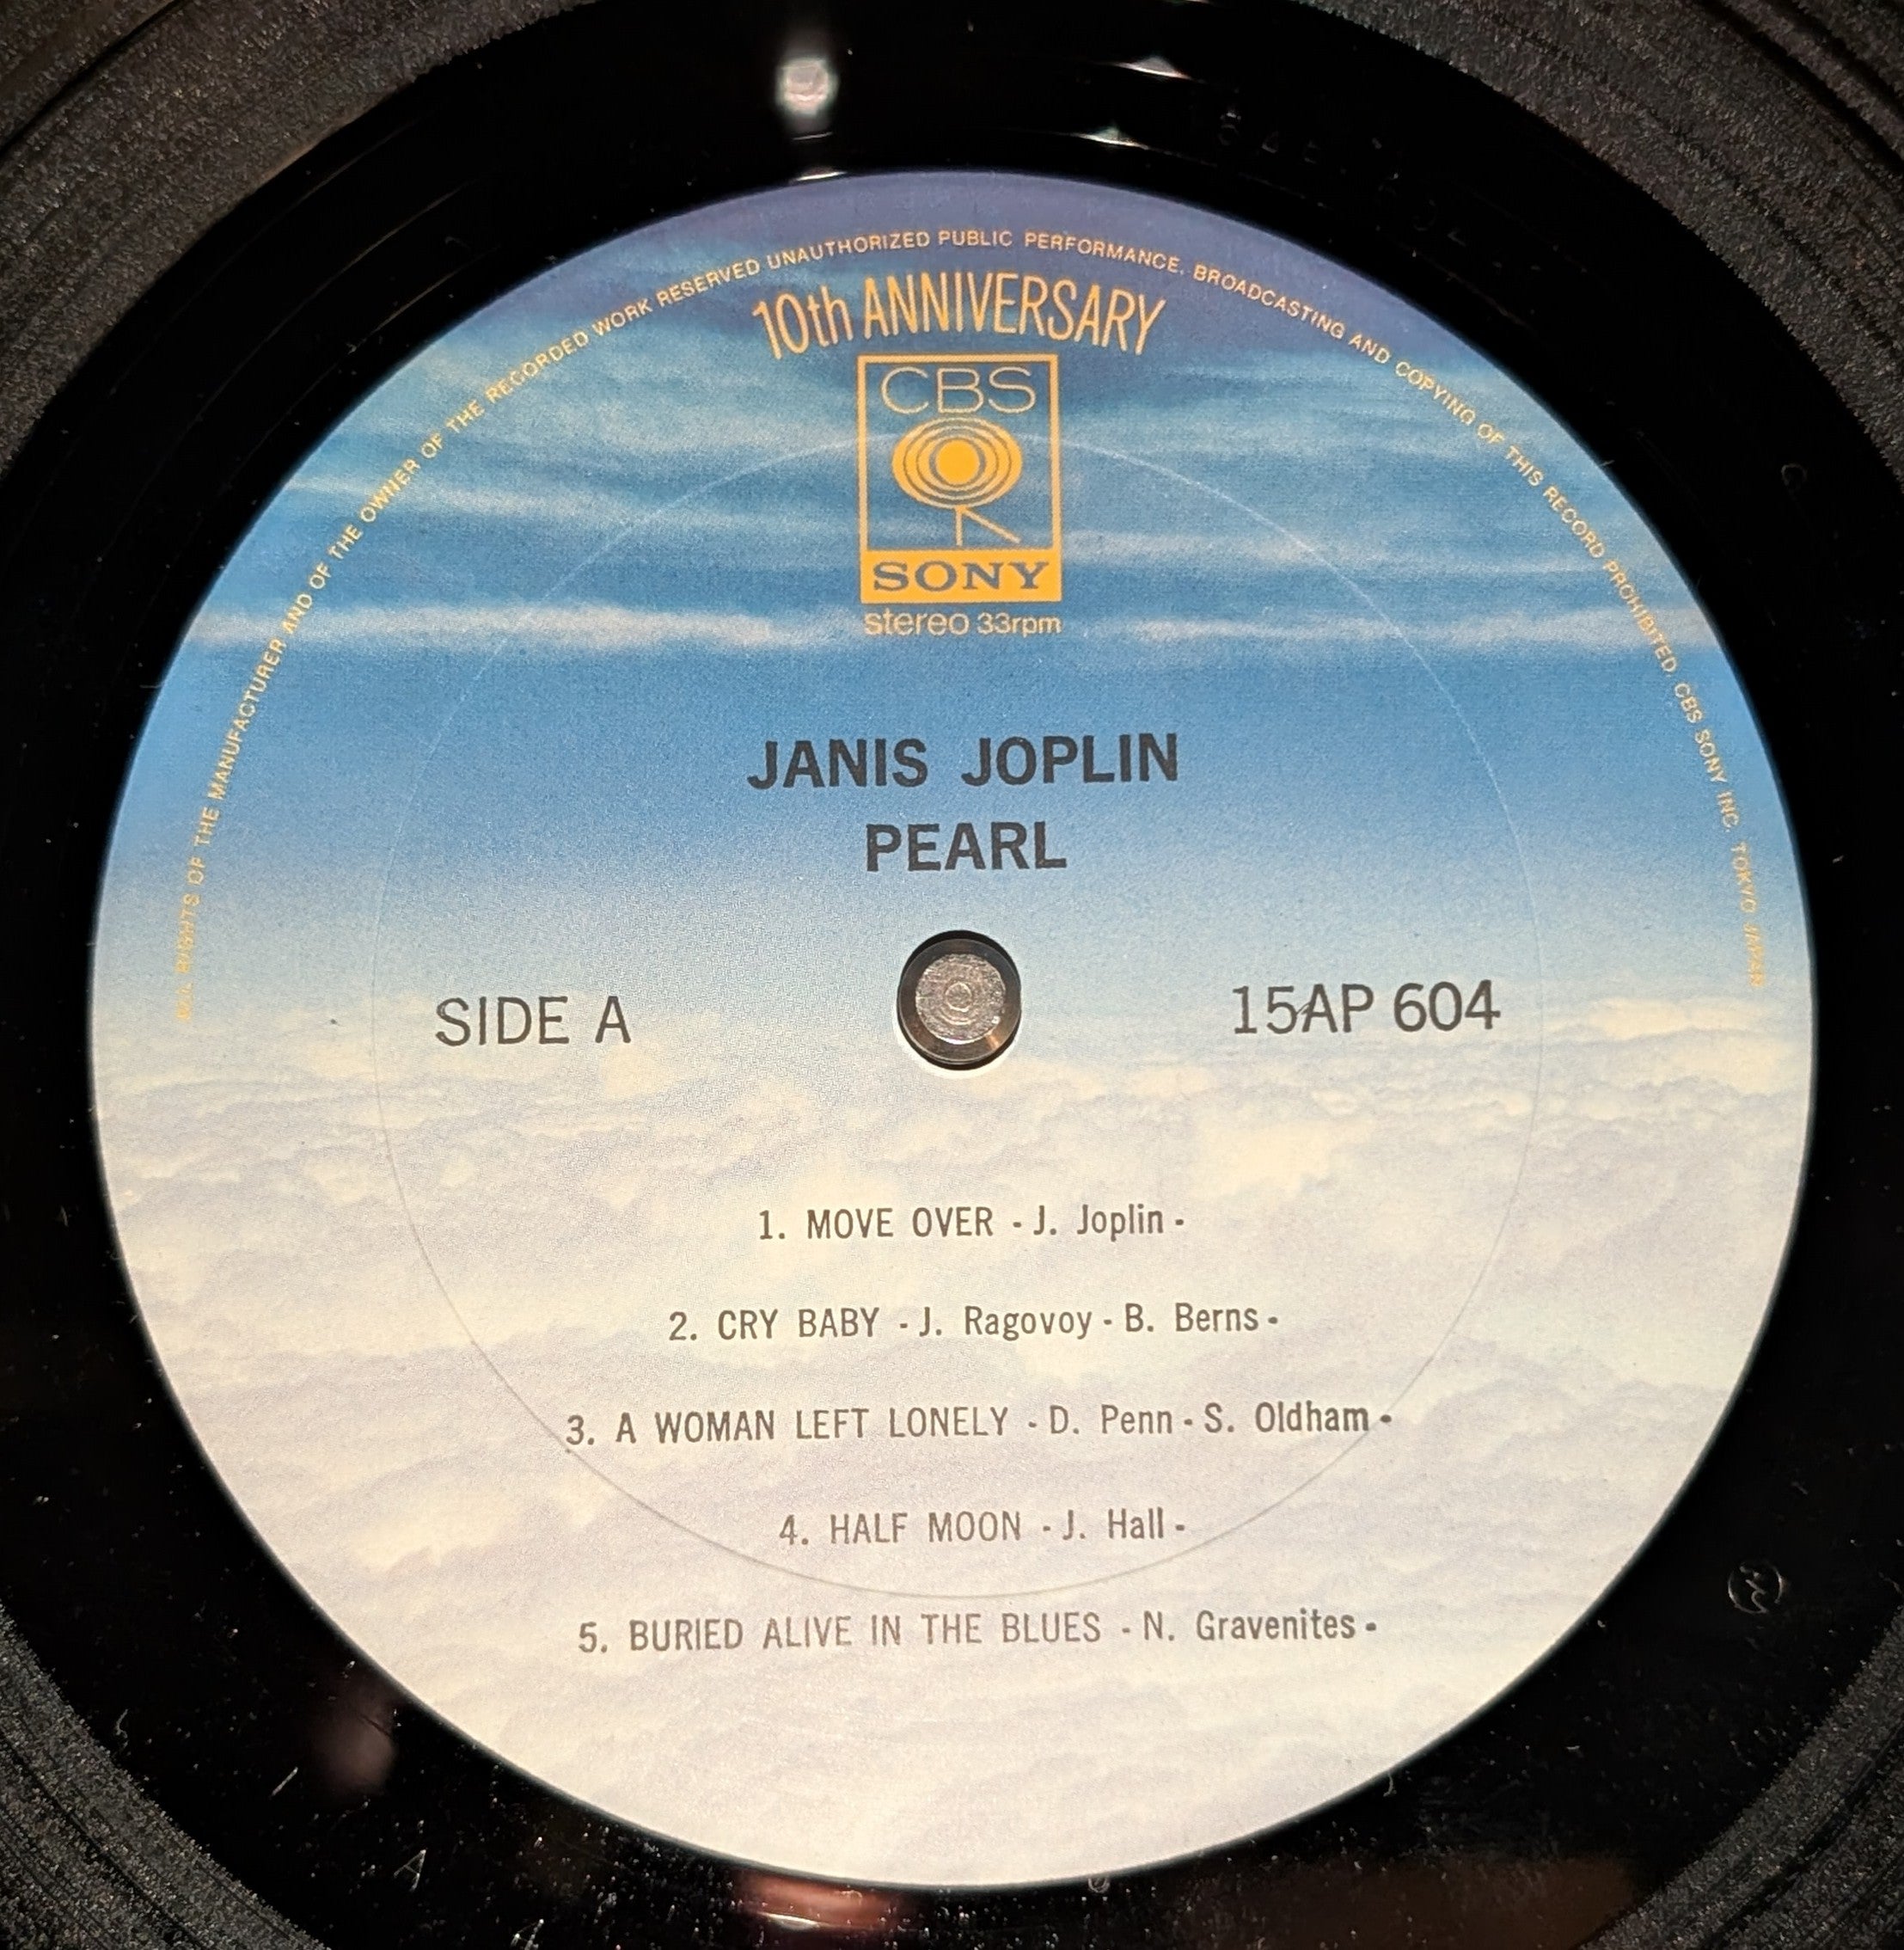 ALL RIGHTS OF THE MANUFACTURER AND OF THE OWNER OF THE RECORDED WORK RESERVED UNAUTHORIZED PUBLIC PERFORMANCE, BROADCASTING AND COPYING OF THIS RECORD PROHIBITED. CBS SONY INC. TOKYO JAPAN
10th ANNIVERSARY
CBS
SONY
stereo 33rpm
JANIS JOPLIN
PEARL
SIDE A
15AP 604
1. MOVE OVER - J. Joplin -
2. CRY BABY - J. Ragovoy - B. Berns -
3. A WOMAN LEFT LONELY - D. Penn - S. Oldham -
4. HALF MOON - J. Hall -
5. BURIED ALIVE IN THE BLUES - N. Gravenites -